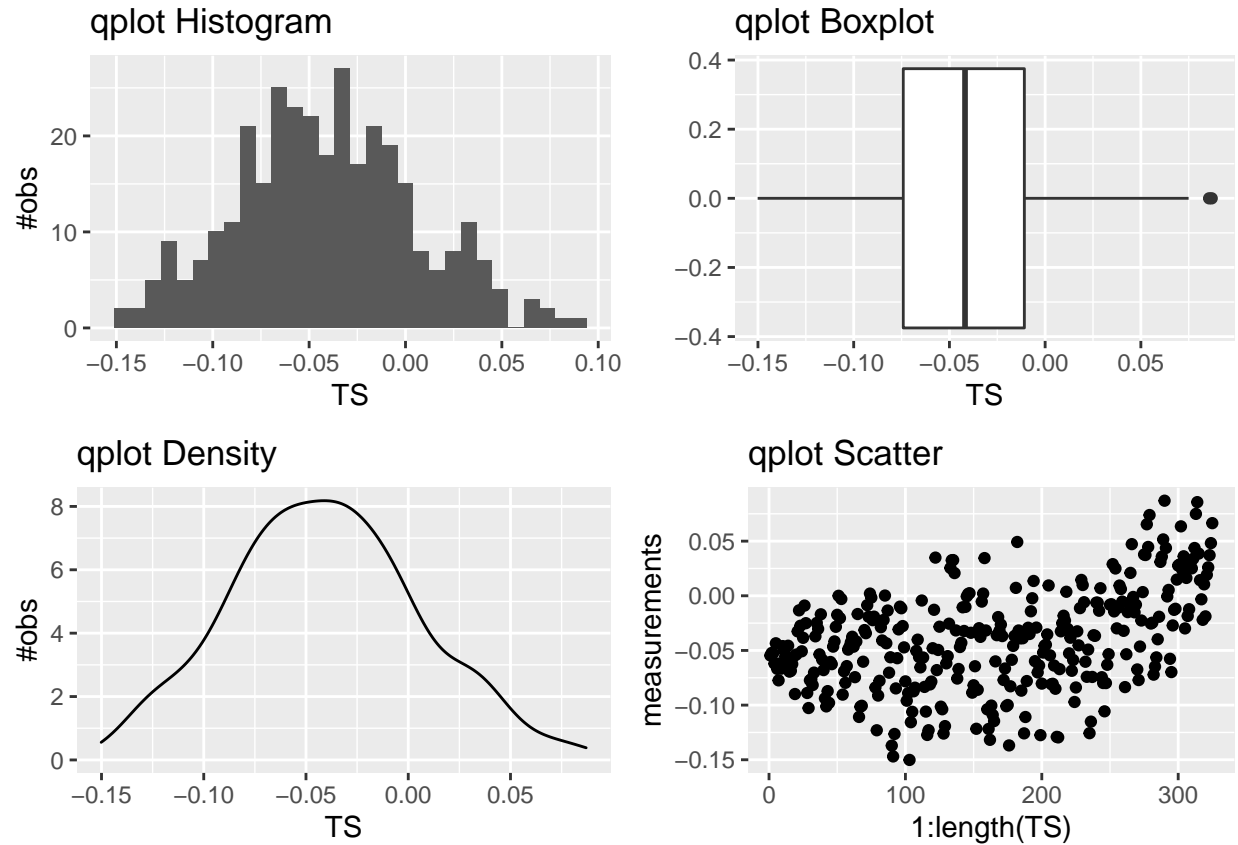 qplot Histogram
#obs
20
10
0
−0.15 −0.10 −0.05 0.00 0.05 0.10
TS
qplot Boxplot
0.4
0.2
0.0
−0.2
−0.4
−0.15 −0.10 −0.05 0.00 0.05
TS
qplot Density
#obs
8
6
4
2
0
−0.15 −0.10 −0.05 0.00 0.05
TS
qplot Scatter
measurements
0.05
0.00
−0.05
−0.10
−0.15
0 100 200 300
1:length(TS)